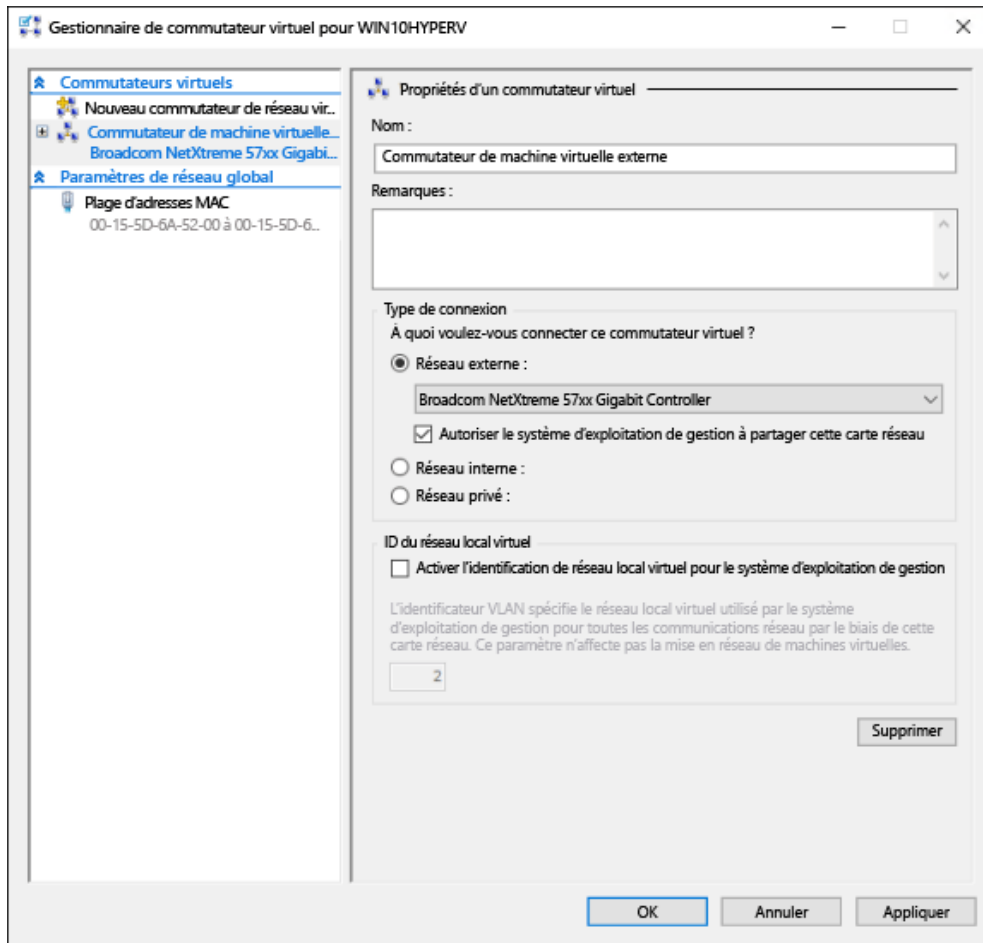 Gestionnaire de commutateur virtuel pour WIN10HYPERV
Commutateurs virtuels
Nouveau commutateur de réseau vir...
Commutateur de machine virtuelle...
Broadcom NetXtreme 57xx Gigabi...
Paramètres de réseau global
Plage d'adresses MAC
00-15-5D-6A-52-00 à 00-15-5D-6...
Propriétés d'un commutateur virtuel
Nom :
Commutateur de machine virtuelle externe
Remarques :
Type de connexion
À quoi voulez-vous connecter ce commutateur virtuel ?
Réseau externe :
Broadcom NetXtreme 57xx Gigabit Controller
Autoriser le système d'exploitation de gestion à partager cette carte réseau
Réseau interne :
Réseau privé :
ID du réseau local virtuel
Activer l'identification de réseau local virtuel pour le système d'exploitation de gestion
L'identificateur VLAN spécifie le réseau local virtuel utilisé par le système
d'exploitation de gestion pour toutes les communications réseau par le biais de cette
carte réseau. Ce paramètre n'affecte pas la mise en réseau de machines virtuelles.
2
Supprimer
OK
Annuler
Appliquer